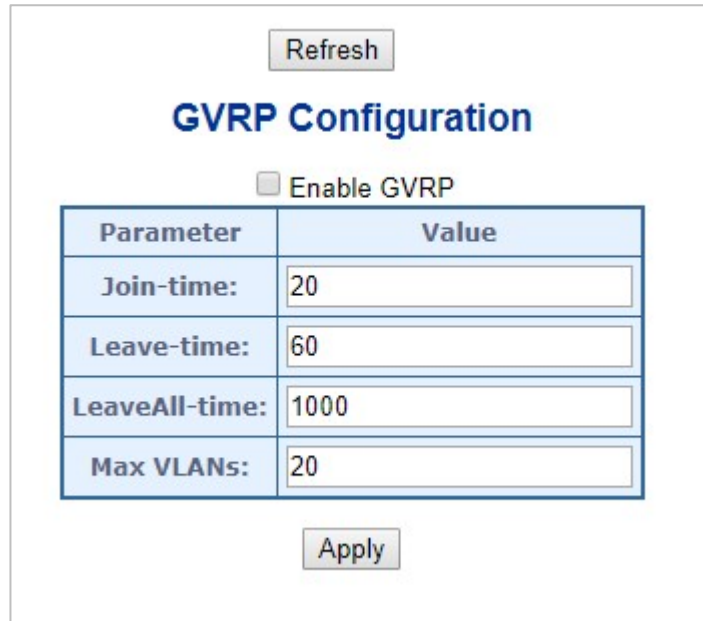 Refresh
GVRP Configuration
Enable GVRP
Parameter Value
Join-time: 20
Leave-time: 60
LeaveAll-time: 1000
Max VLANs: 20
Apply